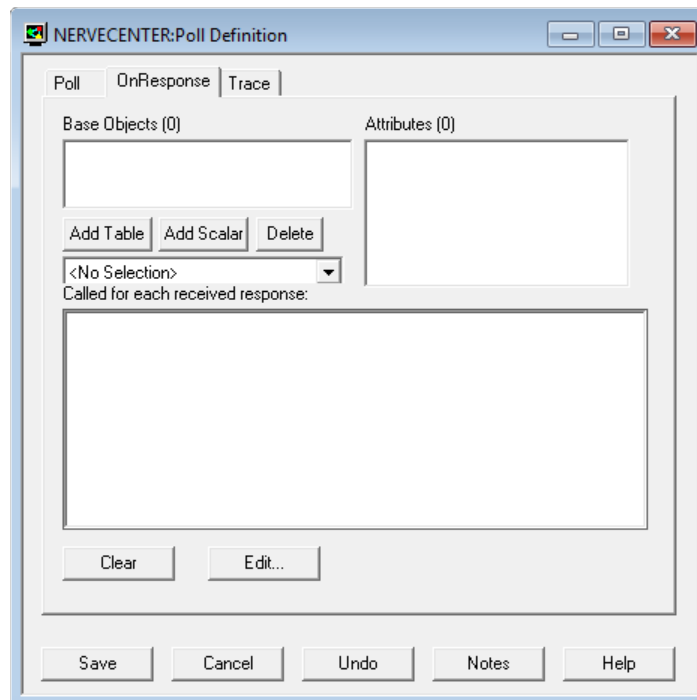 NERVECENTER:Poll Definition
Poll OnResponse Trace
Base Objects (0) Attributes (0)
Add Table Add Scalar Delete
<No Selection>
Called for each received response:
Clear Edit...
Save Cancel Undo Notes Help